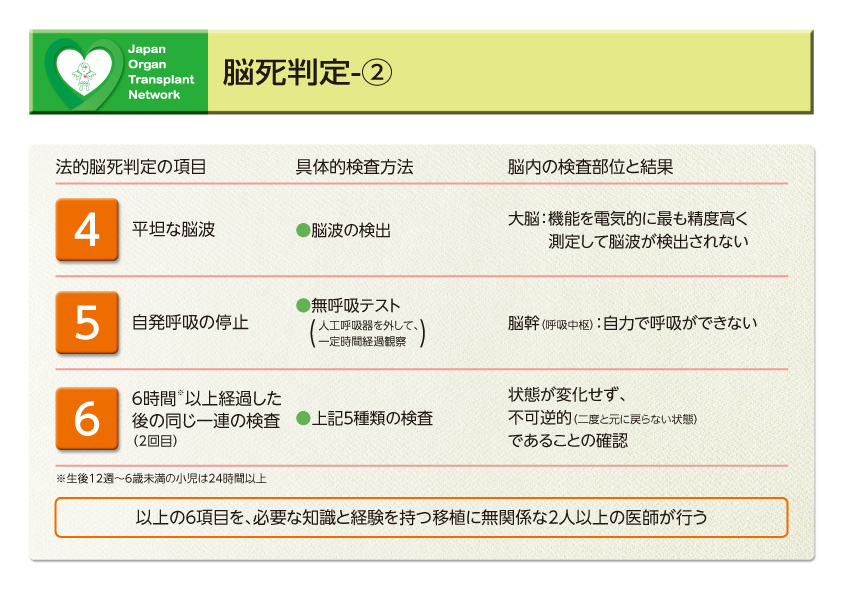 Japan
Organ
Transplant
Network
脳死判定-②
法的脳死判定の項目 具体的検査方法 脳内の検査部位と結果
4 平坦な脳波 ●脳波の検出 大脳：機能を電気的に最も精度高く
測定して脳波が検出されない
5 自発呼吸の停止 ●無呼吸テスト
(人工呼吸器を外して、
一定時間経過観察)
脳幹(呼吸中枢)：自力で呼吸ができない
6 6時間※以上経過した
後の同じ一連の検査
(2回目)
●上記5種類の検査
状態が変化せず、
不可逆的(二度と元に戻らない状態)
であることの確認
※生後12週～6歳未満の小児は24時間以上
以上の6項目を、必要な知識と経験を持つ移植に無関係な2人以上の医師が行う